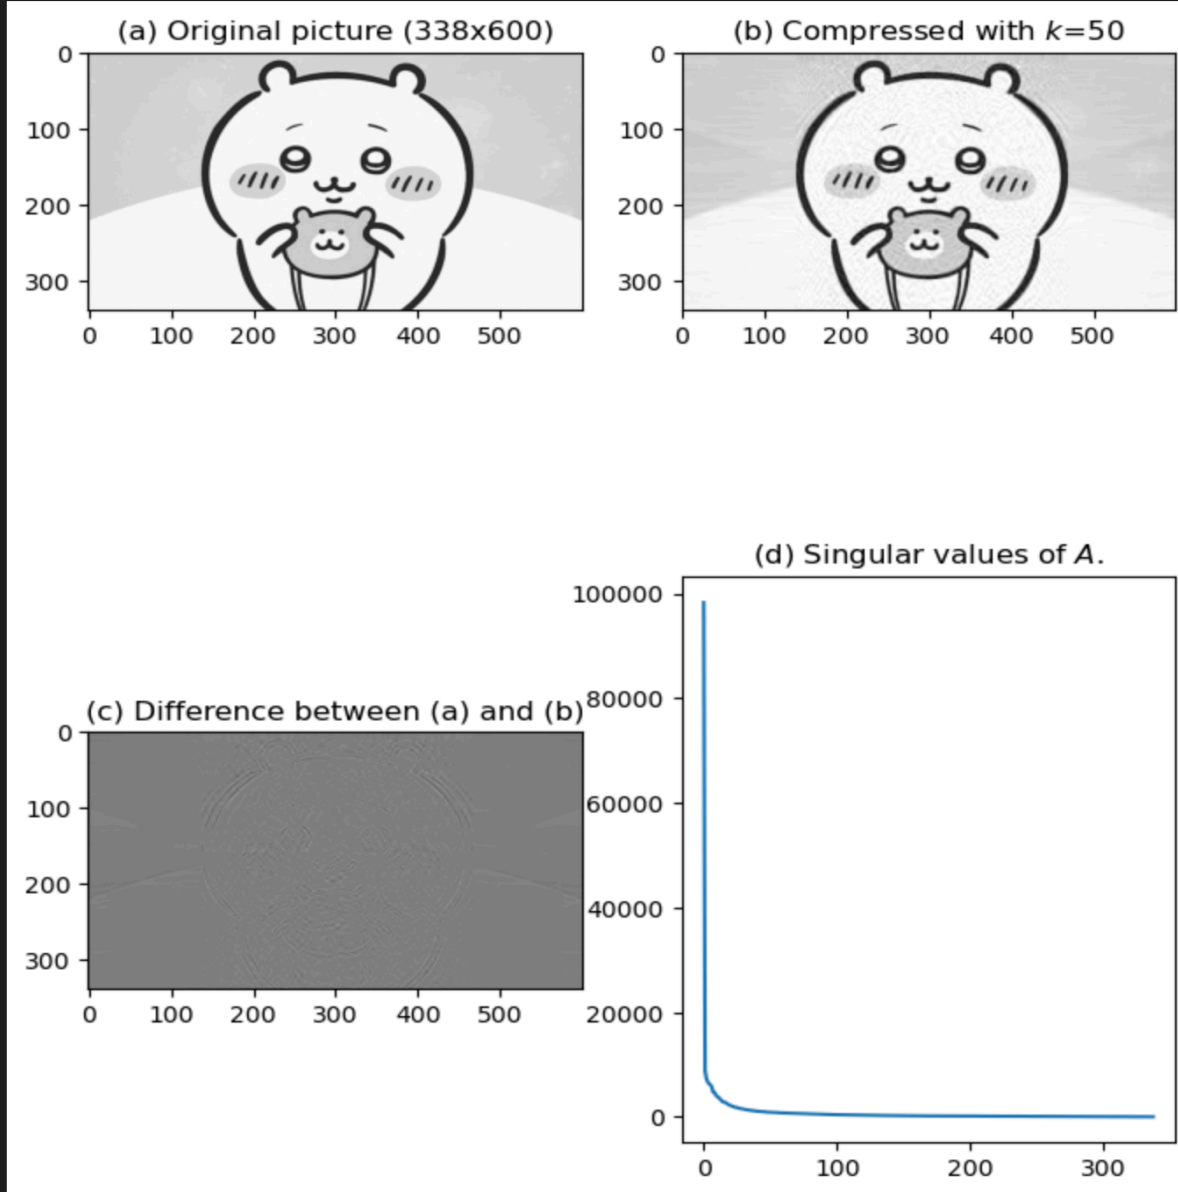 (a) Original picture (338x600)
0
100
200
300
0 100 200 300 400 500
(b) Compressed with k=50
0
100
200
300
0 100 200 300 400 500
(c) Difference between (a) and (b)
0
100
200
300
0 100 200 300 400 500
(d) Singular values of A.
100000
80000
60000
40000
20000
0
0 100 200 300